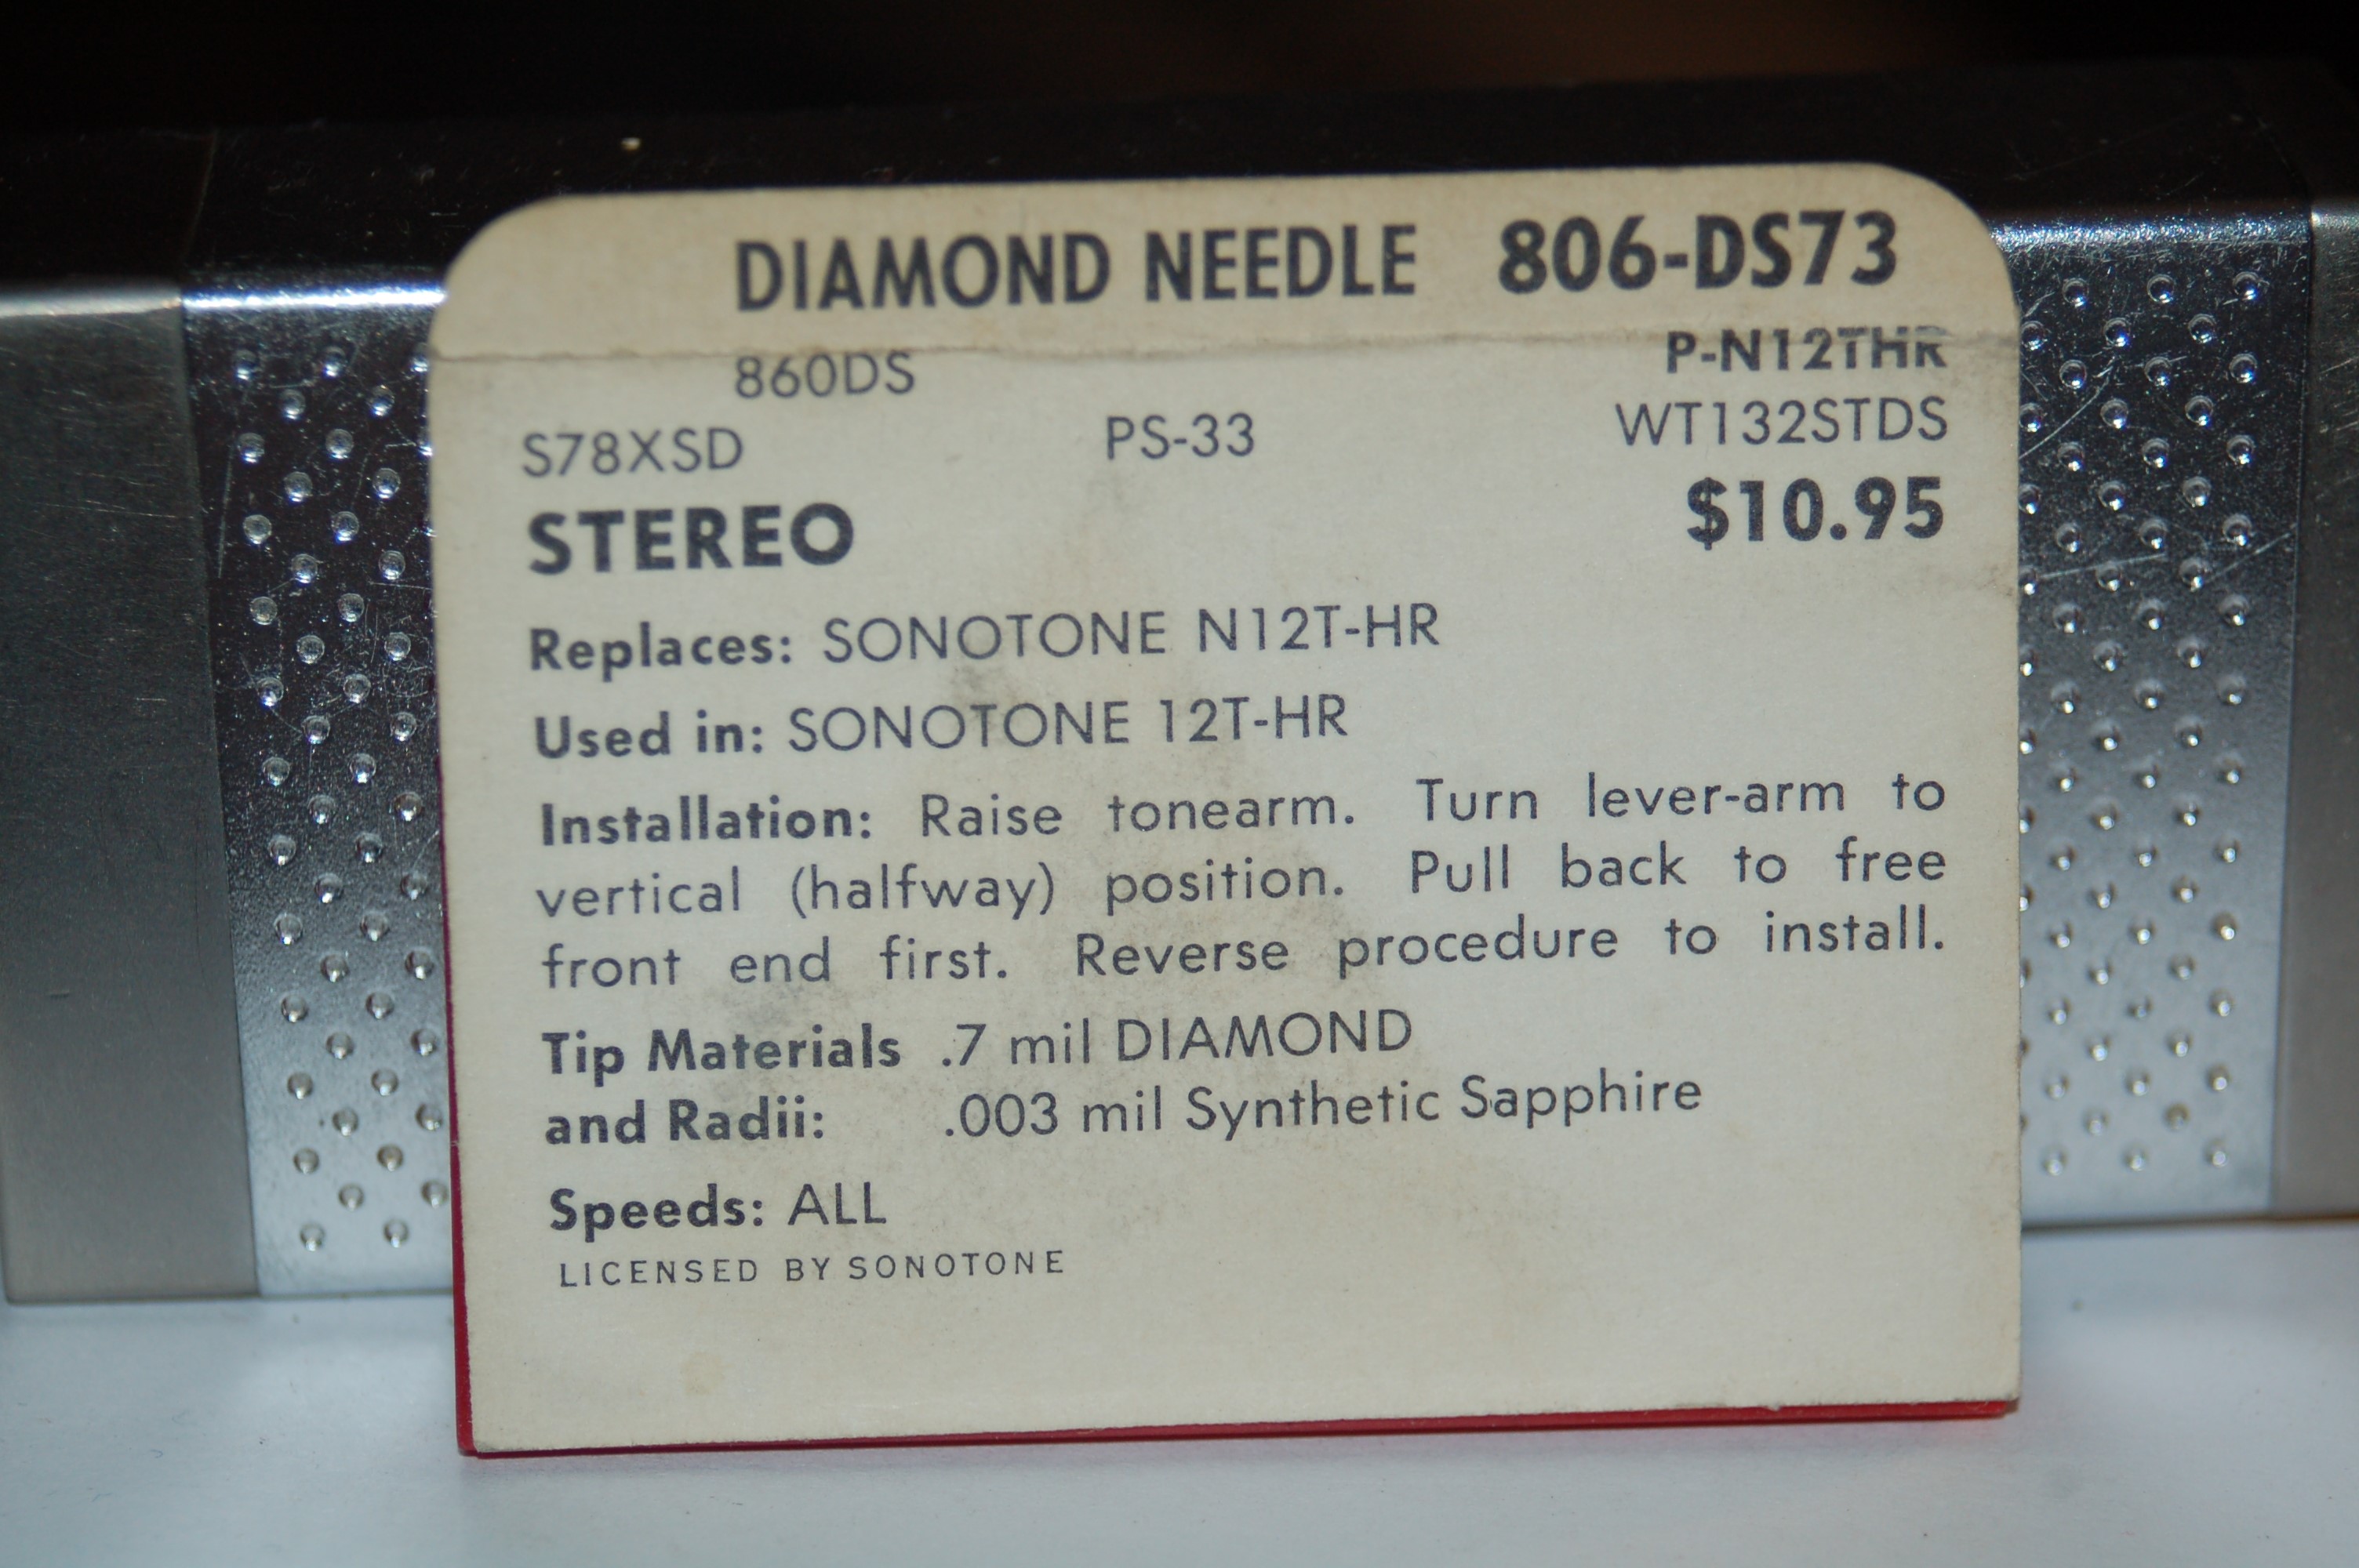 DIAMOND NEEDLE 806-DS73
860DS P-N12THR
S78XSD PS-33 WT132STDS
STEREO $10.95
Replaces: SONOTONE N12T-HR
Used in: SONOTONE 12T-HR
Installation: Raise tonearm. Turn lever-arm to
vertical (halfway) position. Pull back to free
front end first. Reverse procedure to install.
Tip Materials .7 mil DIAMOND
and Radii: .003 mil Synthetic Sapphire
Speeds: ALL
LICENSED BY SONOTONE